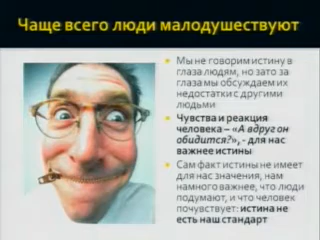 Чаще всего люди малодушествуют
Мы не говорим истину в
глаза людям, но зато за
глаза мы обсуждаем их
недостатки с другими
людьми
Чувства и реакция
человека – «А вдруг он
обидится?», - для нас
важнее истины
Сам факт истины не имеет
для нас значения, нам
намного важнее, что люди
подумают, и что человек
почувствует: истина не
есть наш стандарт